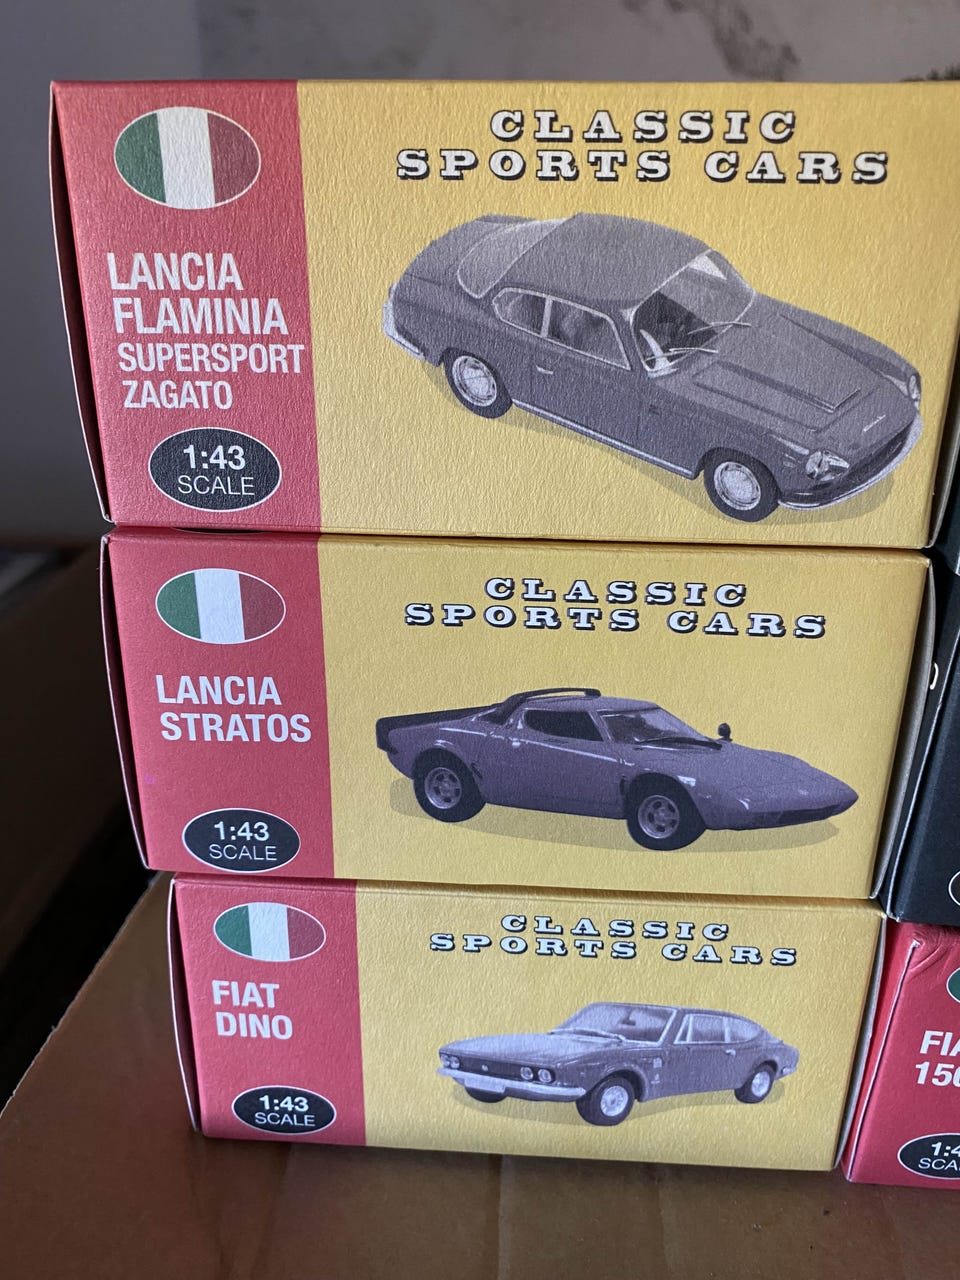 CLASSIC
SPORTS CARS
LANCIA
FLAMINIA
SUPERSPORT
ZAGATO
1:43
SCALE
CLASSIC
SPORTS CARS
LANCIA
STRATOS
1:43
SCALE
CLASSIC
SPORTS CARS
FIAT
DINO
1:43
SCALE